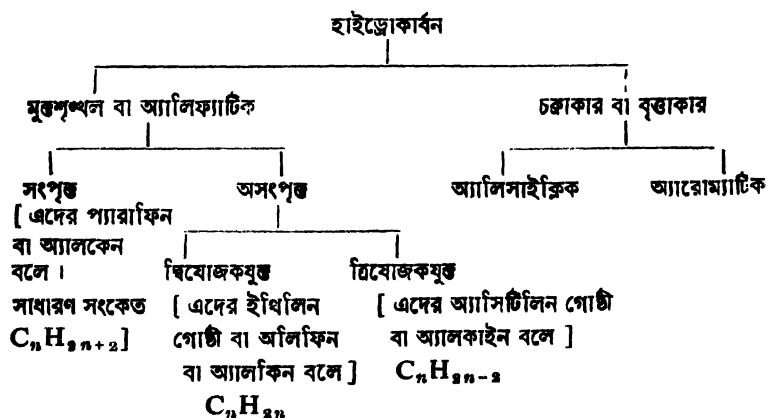 হাইড্রোকার্বন
মুক্তশৃঙ্খল বা অ্যালিফ্যাটিক
চক্রাকার বা বৃত্তাকার
সংপৃক্ত
অসংপৃক্ত
অ্যালিসাইক্লিক
অ্যারোম্যাটিক
[ এদের প্যারাফিন
বা অ্যালকেন
বলে ।
সাধারণ সংকেত
CₙH₂ₙ₊₂]
দ্বিযোজকযুক্ত
[ এদের ইথিলিন
গোষ্ঠী বা অলিফিন
বা অ্যালকিন বলে ]
CₙH₂ₙ
ত্রিযোজকযুক্ত
[ এদের অ্যাসিটিলিন গোষ্ঠী
বা অ্যালকাইন বলে ]
CₙH₂ₙ₋₂